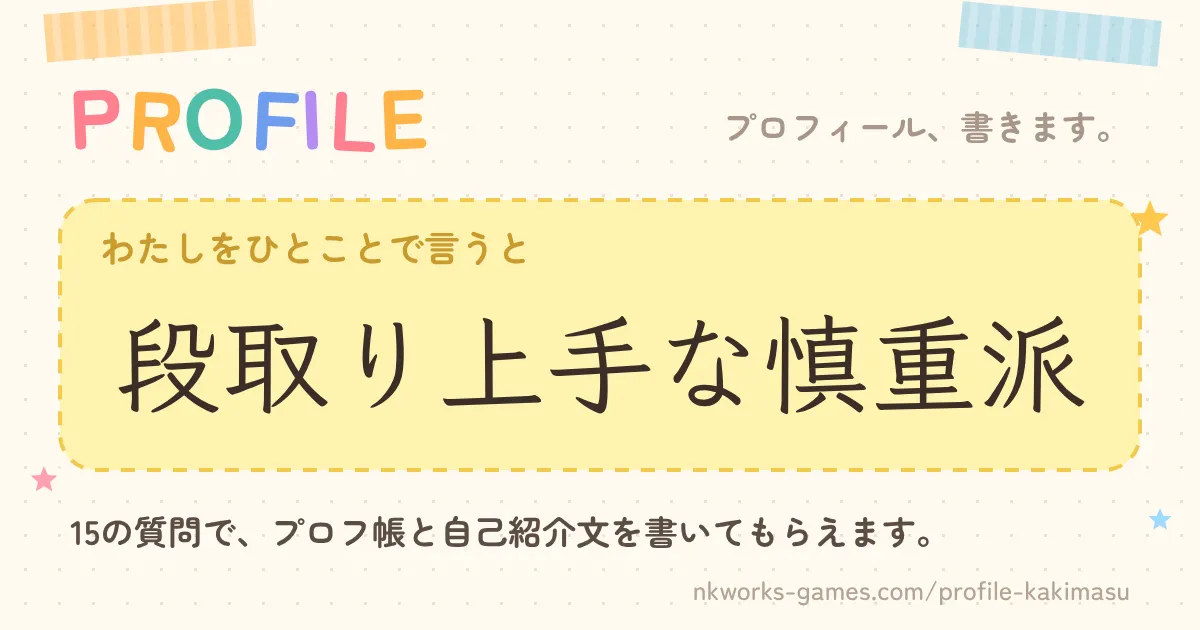 PROFILE
プロフィール、書きます。
わたしをひとことで言うと
段取り上手な慎重派
15の質問で、プロフ帳と自己紹介文を書いてもらえます。
nkworks-games.com/profile-kakimasu